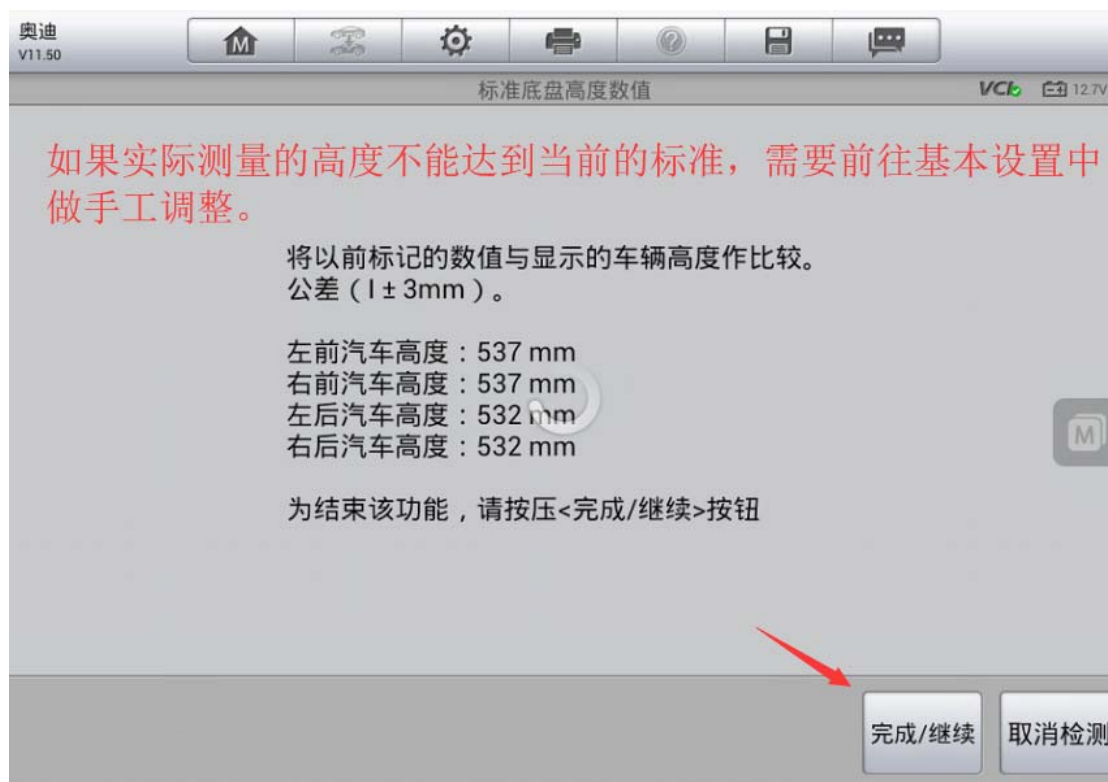 奥迪
V11.50
M
标准底盘高度数值
VCI
12.7V
如果实际测量的高度不能达到当前的标准，需要前往基本设置中
做手工调整。
将以前标记的数值与显示的车辆高度作比较。
公差（l±3mm）。
左前汽车高度：537 mm
右前汽车高度：537 mm
左后汽车高度：532 mm
右后汽车高度：532 mm
M
为结束该功能，请按压<完成/继续>按钮
完成/继续
取消检测